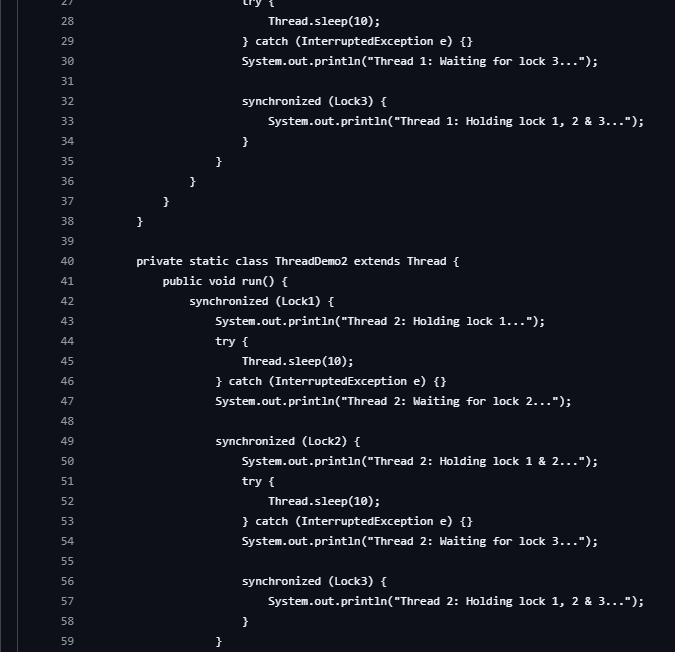 27 try {
28 Thread.sleep(10);
29 } catch (InterruptedException e) {}
30 System.out.println("Thread 1: Waiting for lock 3...");
31
32 synchronized (Lock3) {
33 System.out.println("Thread 1: Holding lock 1, 2 & 3...");
34 }
35 }
36 }
37 }
38 }
39
40 private static class ThreadDemo2 extends Thread {
41 public void run() {
42 synchronized (Lock1) {
43 System.out.println("Thread 2: Holding lock 1...");
44 try {
45 Thread.sleep(10);
46 } catch (InterruptedException e) {}
47 System.out.println("Thread 2: Waiting for lock 2...");
48
49 synchronized (Lock2) {
50 System.out.println("Thread 2: Holding lock 1 & 2...");
51 try {
52 Thread.sleep(10);
53 } catch (InterruptedException e) {}
54 System.out.println("Thread 2: Waiting for lock 3...");
55
56 synchronized (Lock3) {
57 System.out.println("Thread 2: Holding lock 1, 2 & 3...");
58 }
59 }